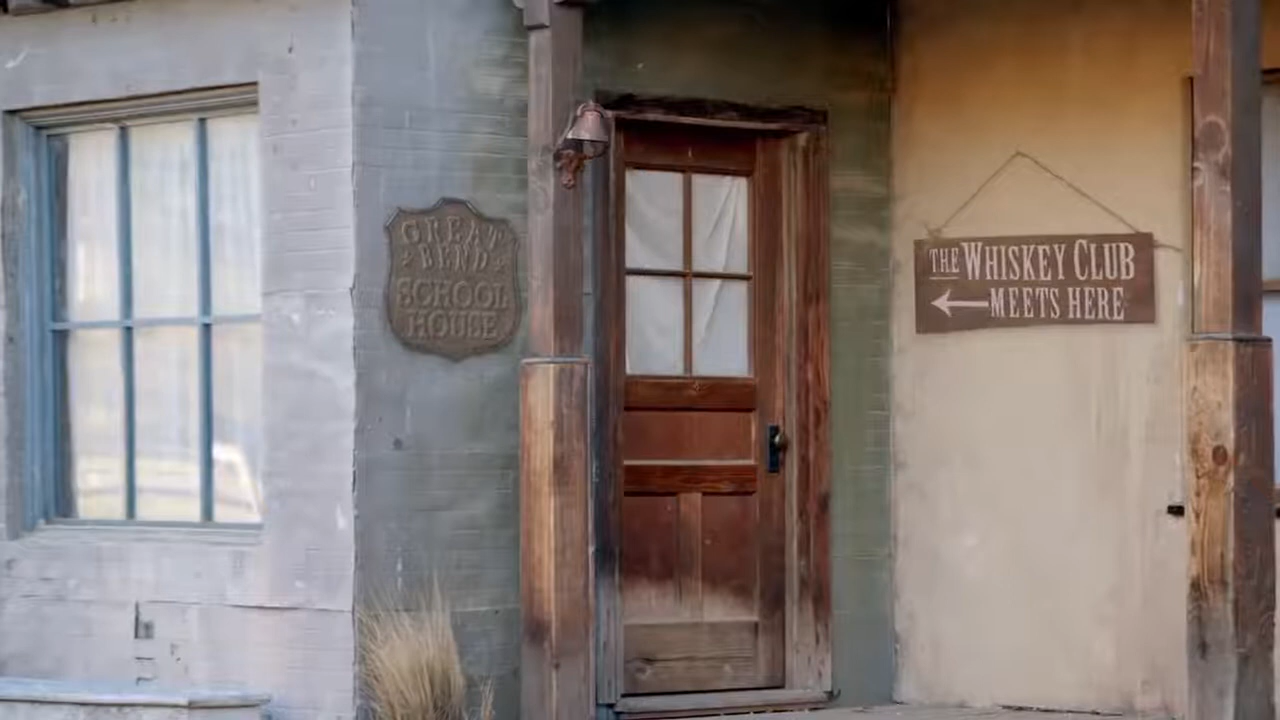 GREAT
BEND
SCHOOL
HOUSE
THE WHISKEY CLUB
MEETS HERE